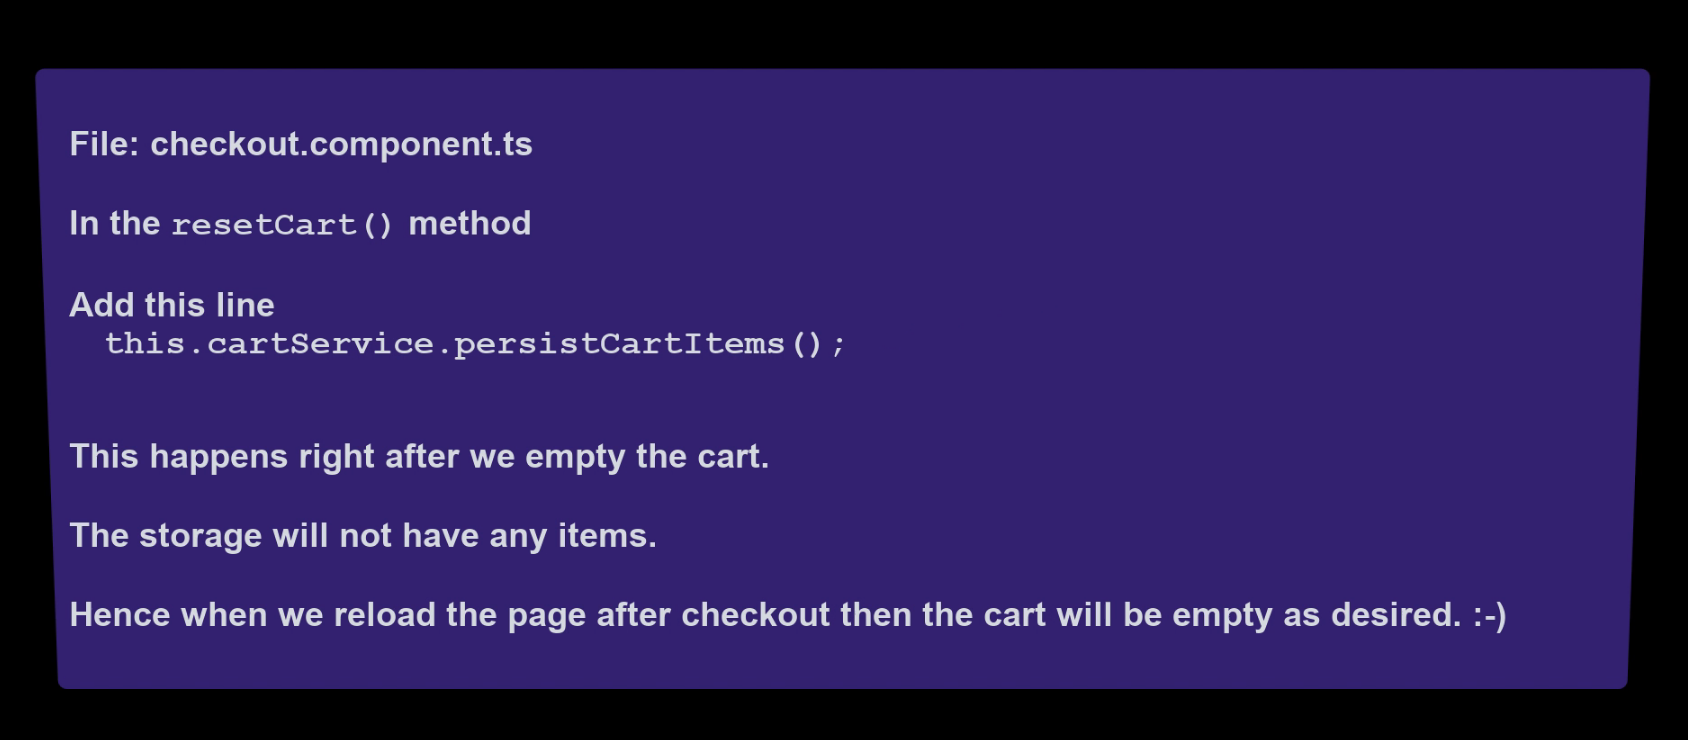 File: checkout.component.ts
In the resetCart() method
Add this line
this.cartService.persistCartItems();
This happens right after we empty the cart.
The storage will not have any items.
Hence when we reload the page after checkout then the cart will be empty as desired. :-)